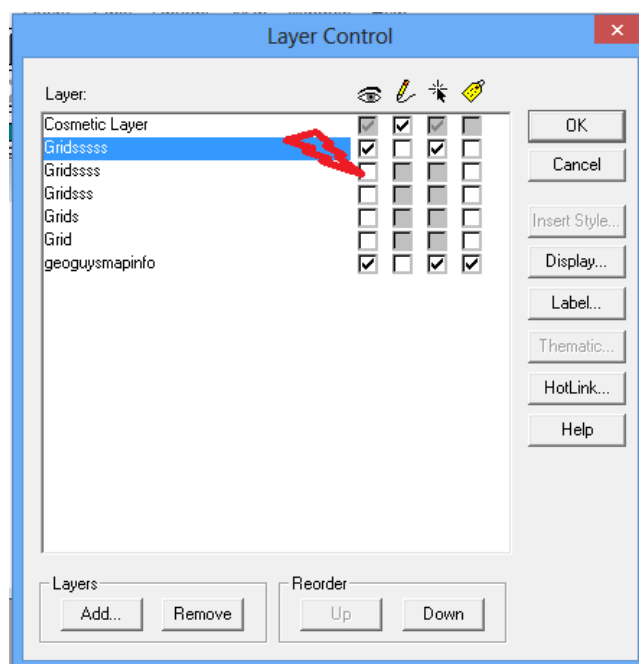 Layer Control
Layer:
Cosmetic Layer
Gridsssss
Gridssss
Gridsss
Grids
Grid
geoguysmapinfo
OK
Cancel
Insert Style...
Display...
Label...
Thematic...
HotLink...
Help
Layers
Add...
Remove
Reorder
Up
Down